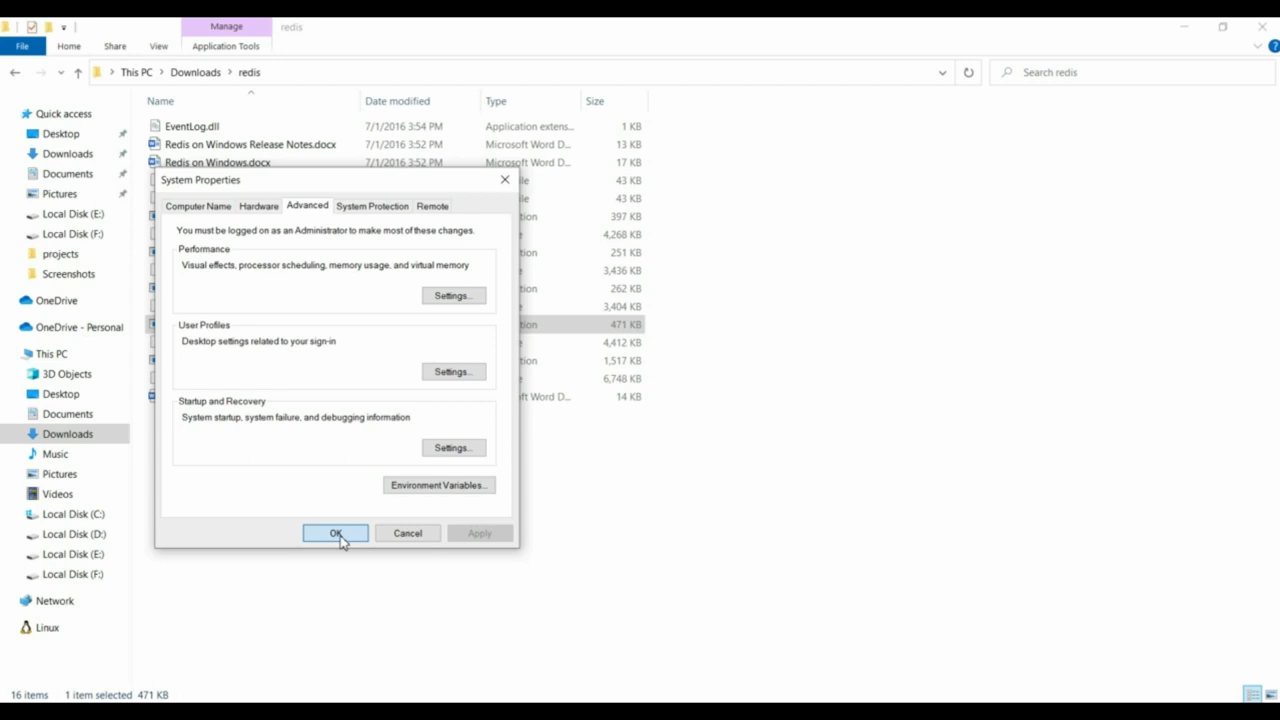 Manage
redis
File
Home
Share
View
Application Tools
This PC
Downloads
redis
Search redis
Name
Date modified
Type
Size
Quick access
Desktop
Downloads
Documents
Pictures
Local Disk (E:)
Local Disk (F:)
projects
Screenshots
OneDrive
OneDrive - Personal
This PC
3D Objects
Desktop
Documents
Downloads
Music
Pictures
Videos
Local Disk (C:)
Local Disk (D:)
Local Disk (E:)
Local Disk (F:)
Network
Linux
EventLog.dll 7/1/2016 3:54 PM Application extens... 1 KB
Redis on Windows Release Notes.docx 7/1/2016 3:52 PM Microsoft Word D... 13 KB
Redis on Windows.docx 7/1/2016 3:52 PM Microsoft Word D... 17 KB
ile 43 KB
ile 43 KB
tion 397 KB
e 4,268 KB
tion 251 KB
e 3,436 KB
tion 262 KB
e 3,404 KB
tion 471 KB
e 4,412 KB
tion 1,517 KB
e 6,748 KB
ft Word D... 14 KB
System Properties
Computer Name
Hardware
Advanced
System Protection
Remote
You must be logged on as an Administrator to make most of these changes.
Performance
Visual effects, processor scheduling, memory usage, and virtual memory
Settings...
User Profiles
Desktop settings related to your sign-in
Settings...
Startup and Recovery
System startup, system failure, and debugging information
Settings...
Environment Variables...
OK
Cancel
Apply
16 items 1 item selected 471 KB